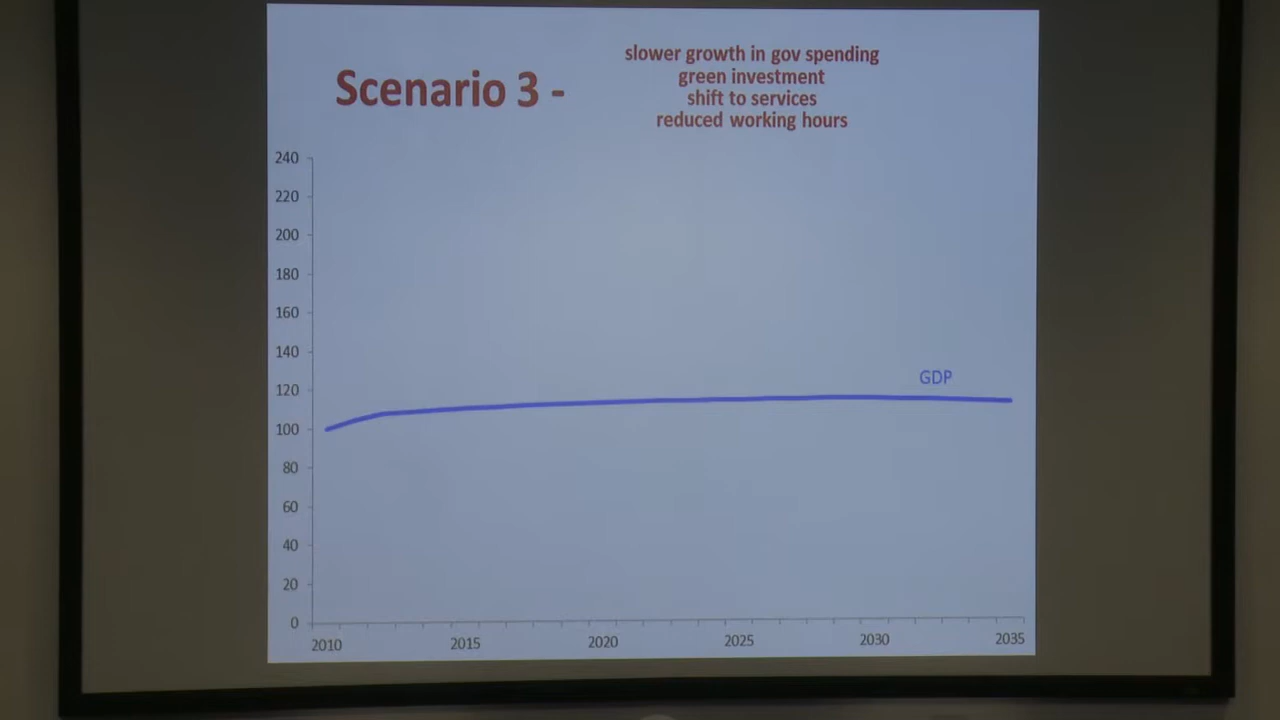 slower growth in gov spending
Scenario 3 -
green investment
shift to services
reduced working hours
240
220
200
180
160
140
GDP
120
100
80
60
40
20
0
2010 2015 2020 2025 2030 2035